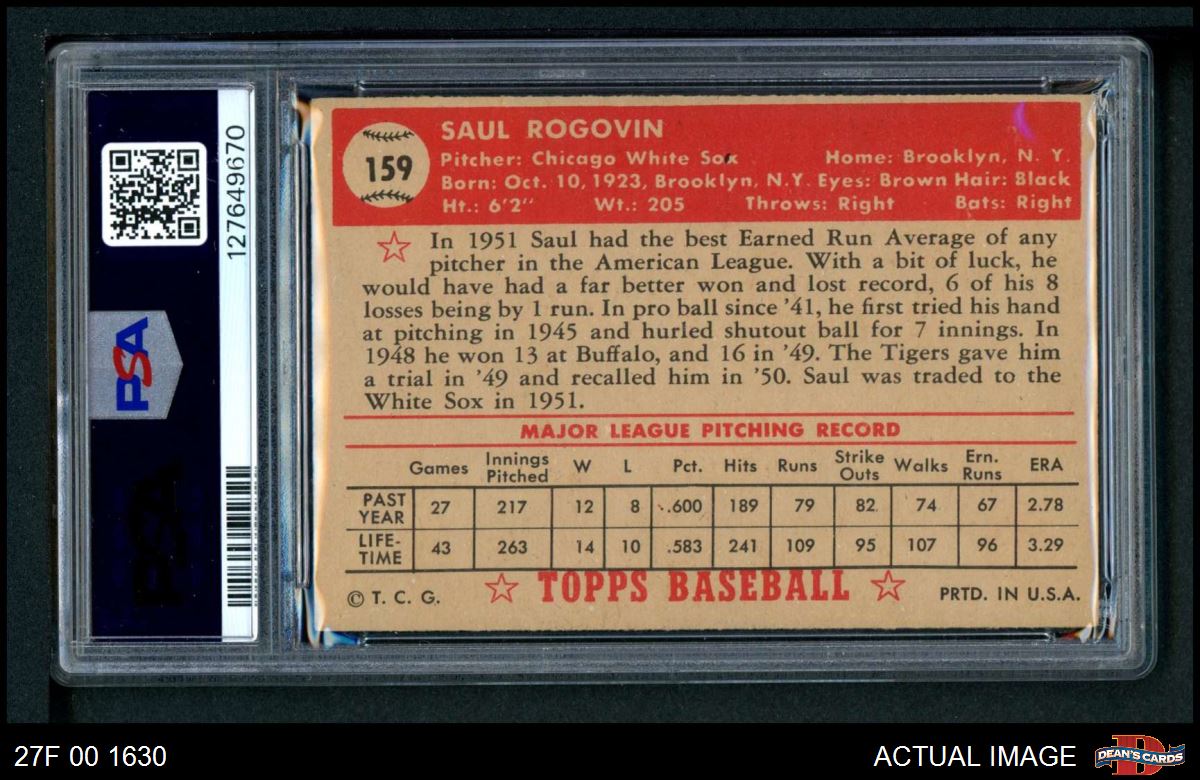 127649670
PSA
PSA
159
SAUL ROGOVIN
Pitcher: Chicago White Sox Home: Brooklyn, N. Y.
Born: Oct. 10, 1923, Brooklyn, N.Y. Eyes: Brown Hair: Black
Ht.: 6'2" Wt.: 205 Throws: Right Bats: Right
In 1951 Saul had the best Earned Run Average of any
pitcher in the American League. With a bit of luck, he
would have had a far better won and lost record, 6 of his 8
losses being by 1 run. In pro ball since '41, he first tried his hand
at pitching in 1945 and hurled shutout ball for 7 innings. In
1948 he won 13 at Buffalo, and 16 in '49. The Tigers gave him
a trial in '49 and recalled him in '50. Saul was traded to the
White Sox in 1951.
MAJOR LEAGUE PITCHING RECORD
Games Innings Pitched W L Pct. Hits Runs Strike Outs Walks Ern. Runs ERA
PAST YEAR 27 217 12 8 .600 189 79 82 74 67 2.78
LIFE-TIME 43 263 14 10 .583 241 109 95 107 96 3.29
© T. C. G. TOPPS BASEBALL PRTD. IN U.S.A.
27F 00 1630 ACTUAL IMAGE
D
DEAN'S CARDS